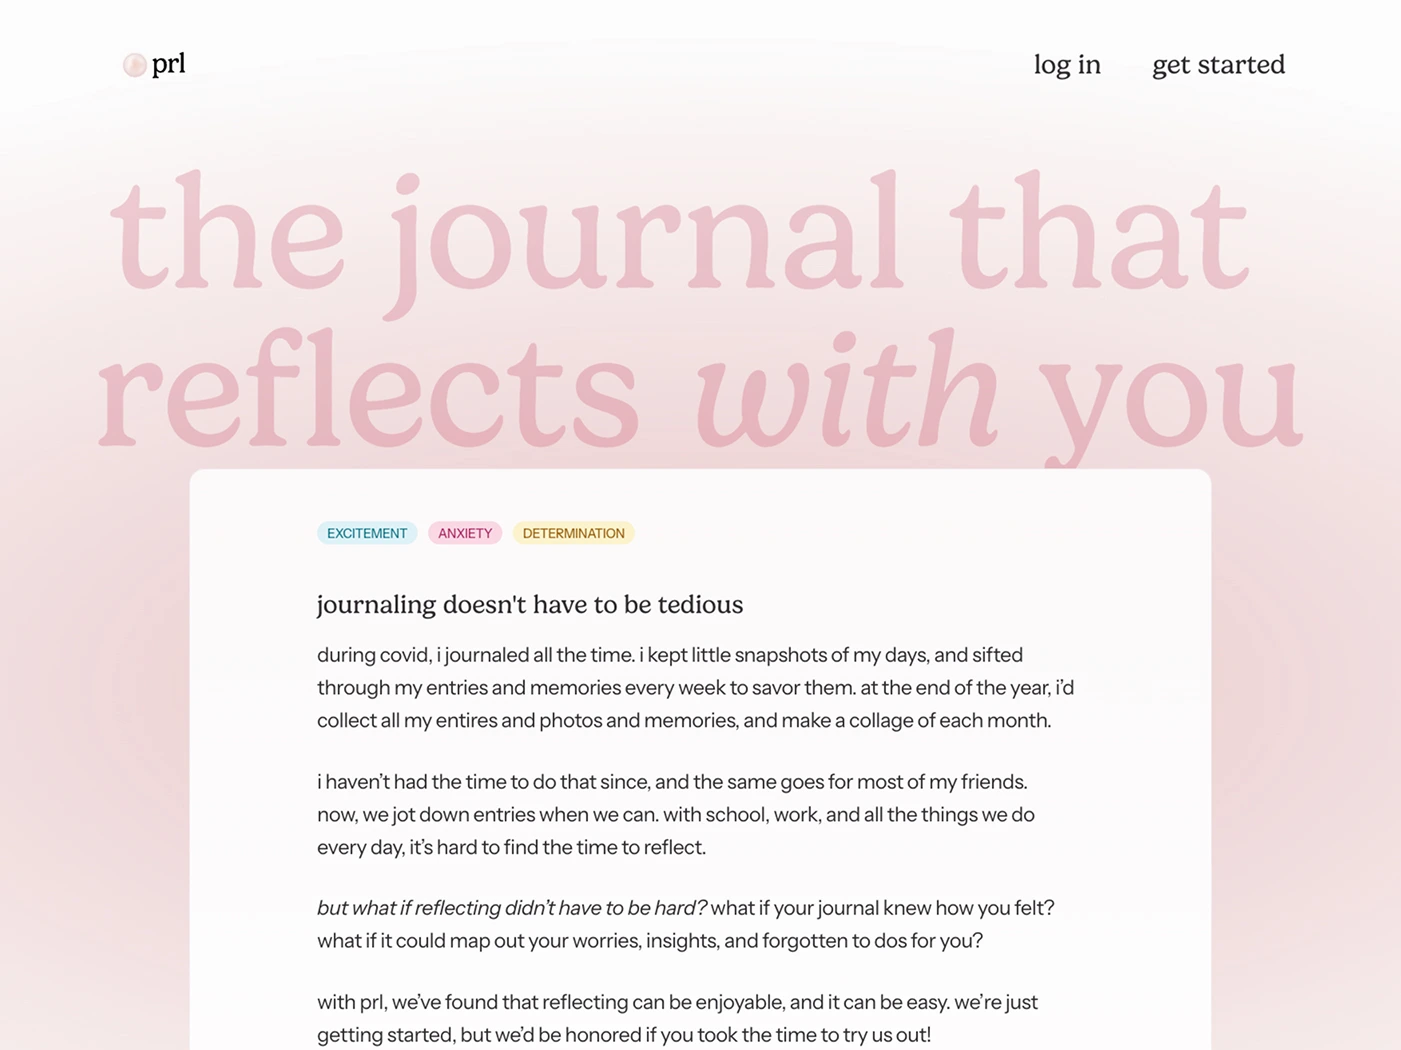 prl
log in
get started
the journal that
reflects with you
EXCITEMENT
ANXIETY
DETERMINATION
journaling doesn't have to be tedious
during covid, i journaled all the time. i kept little snapshots of my days, and sifted
through my entries and memories every week to savor them. at the end of the year, i’d
collect all my entires and photos and memories, and make a collage of each month.
i haven’t had the time to do that since, and the same goes for most of my friends.
now, we jot down entries when we can. with school, work, and all the things we do
every day, it’s hard to find the time to reflect.
but what if reflecting didn’t have to be hard? what if your journal knew how you felt?
what if it could map out your worries, insights, and forgotten to dos for you?
with prl, we’ve found that reflecting can be enjoyable, and it can be easy. we’re just
getting started, but we’d be honored if you took the time to try us out!